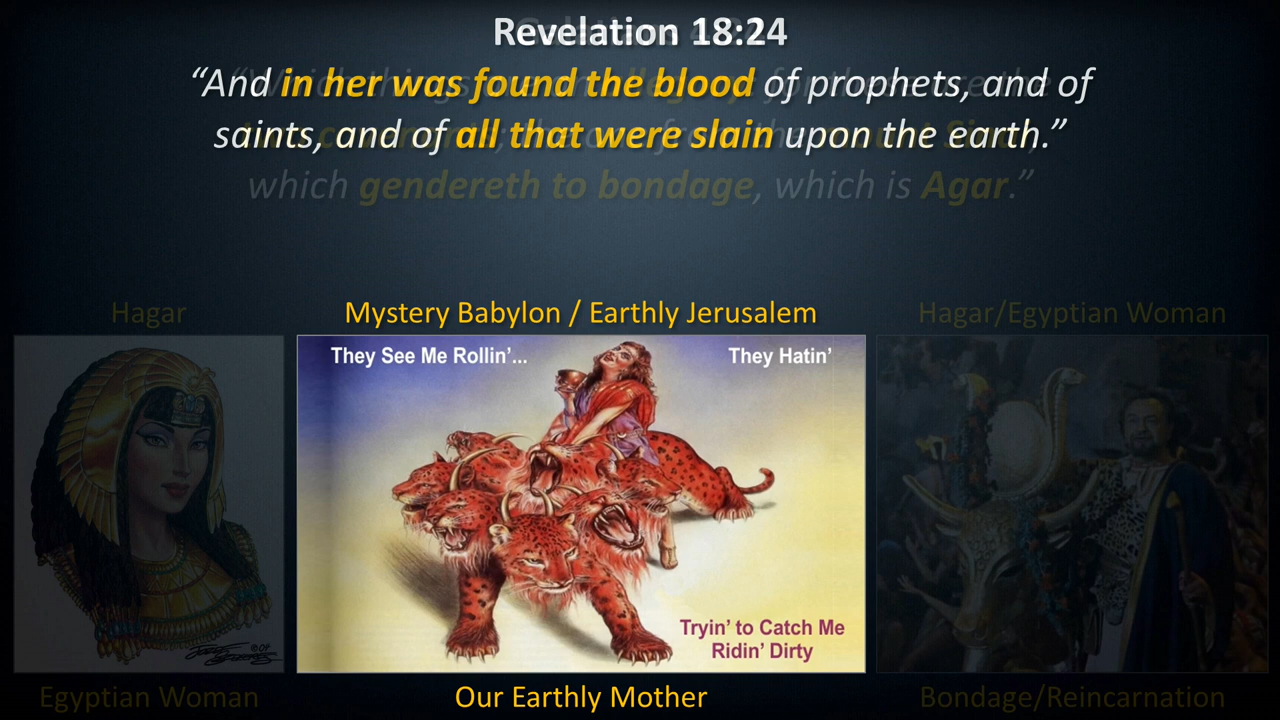 Revelation 18:24
“And in her was found the blood of prophets, and of
saints, and of all that were slain upon the earth.”
which gendereth to bondage, which is Agar.”
Hagar
Mystery Babylon / Earthly Jerusalem
Hagar/Egyptian Woman
They See Me Rollin’...
They Hatin’
Tryin’ to Catch Me
Ridin’ Dirty
Egyptian Woman
Our Earthly Mother
Bondage/Reincarnation